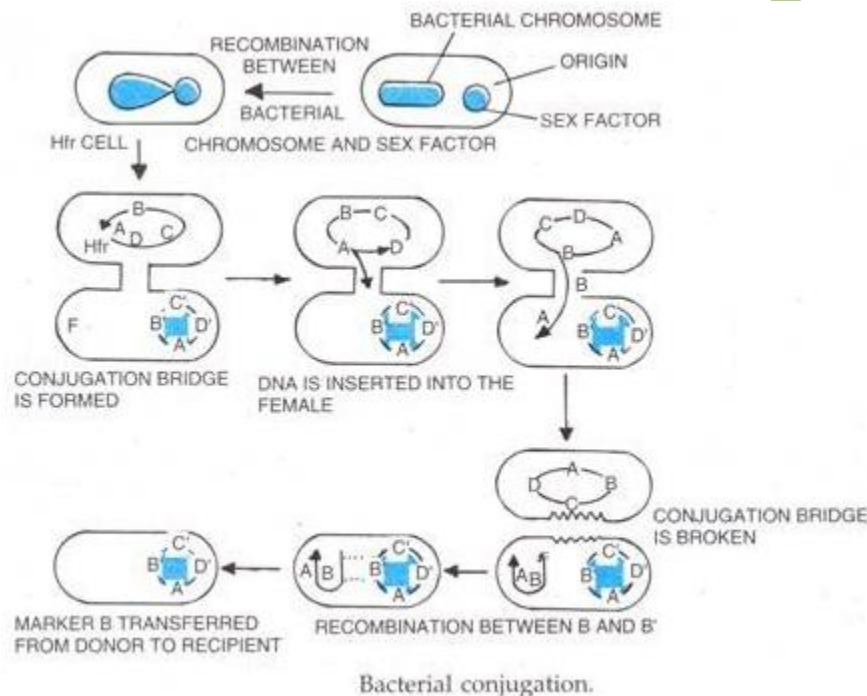 BACTERIAL CHROMOSOME
RECOMBINATION
BETWEEN
ORIGIN
BACTERIAL
SEX FACTOR
Hfr CELL
CHROMOSOME AND SEX FACTOR
B
A
D
C
Hfr
F
C'
B'
D'
A
B
C
A
D
C'
B
D'
A
C
D
A
B
B
A
C'
B
D'
A
CONJUGATION BRIDGE
IS FORMED
DNA IS INSERTED INTO THE
FEMALE
A
D
B
C
CONJUGATION BRIDGE
IS BROKEN
C'
B
D'
A
A
B
C'
B
D'
A
A
B
C'
B
D'
A
MARKER B TRANSFERRED
FROM DONOR TO RECIPIENT
RECOMBINATION BETWEEN B AND B'
Bacterial conjugation.